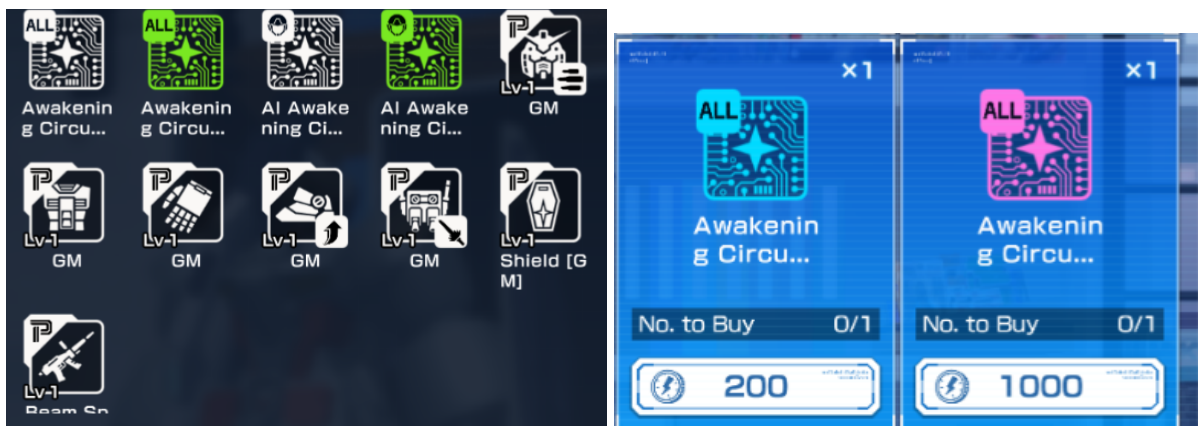 ALL
ALL
P
Lv-1
Awakenin
g Circu...
Awakenin
g Circu...
AI Awake
ning Ci...
AI Awake
ning Ci...
GM
P
Lv-1
GM
P
Lv-1
GM
P
Lv-1
GM
P
Lv-1
GM
P
Lv-1
Shield [G
M]
P
Lv-1
Beam Sp
×1
ALL
Awakenin
g Circu...
No. to Buy 0/1
200
×1
ALL
Awakenin
g Circu...
No. to Buy 0/1
1000